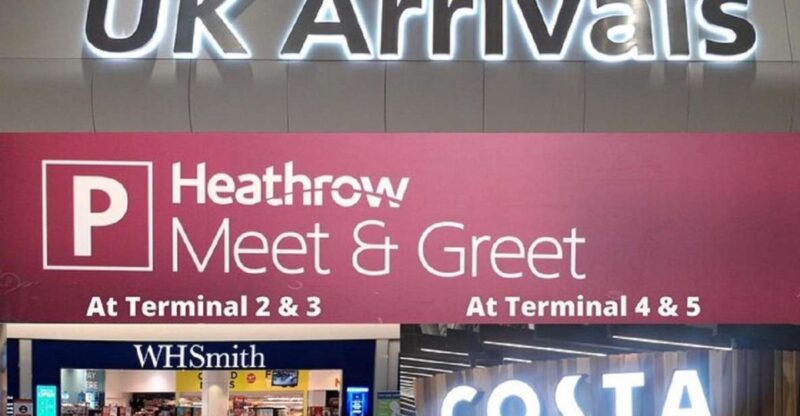 UK Arrivals
P
Heathrow
Meet & Greet
At Terminal 2 & 3
At Terminal 4 & 5
WHSmith
COSTA